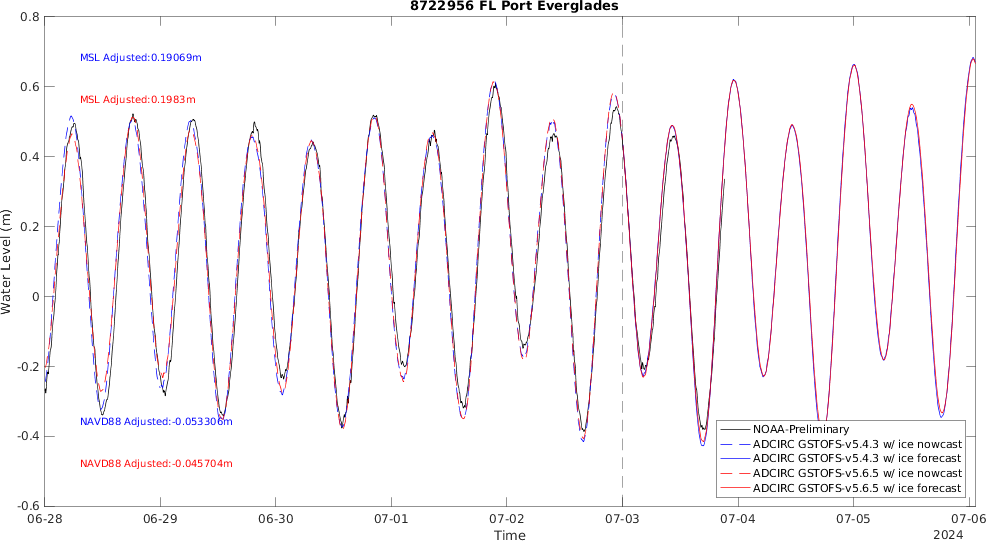 8722956 FL Port Everglades
0.8
0.6
0.4
0.2
0
-0.2
-0.4
-0.6
Water Level (m)
MSL Adjusted:0.19069m
MSL Adjusted:0.1983m
NAVD88 Adjusted:-0.053306m
NAVD88 Adjusted:-0.045704m
NOAA-Preliminary
ADCIRC GSTOFS-v5.4.3 w/ ice nowcast
ADCIRC GSTOFS-v5.4.3 w/ ice forecast
ADCIRC GSTOFS-v5.6.5 w/ ice nowcast
ADCIRC GSTOFS-v5.6.5 w/ ice forecast
06-28 06-29 06-30 07-01 07-02 07-03 07-04 07-05 07-06
Time
2024